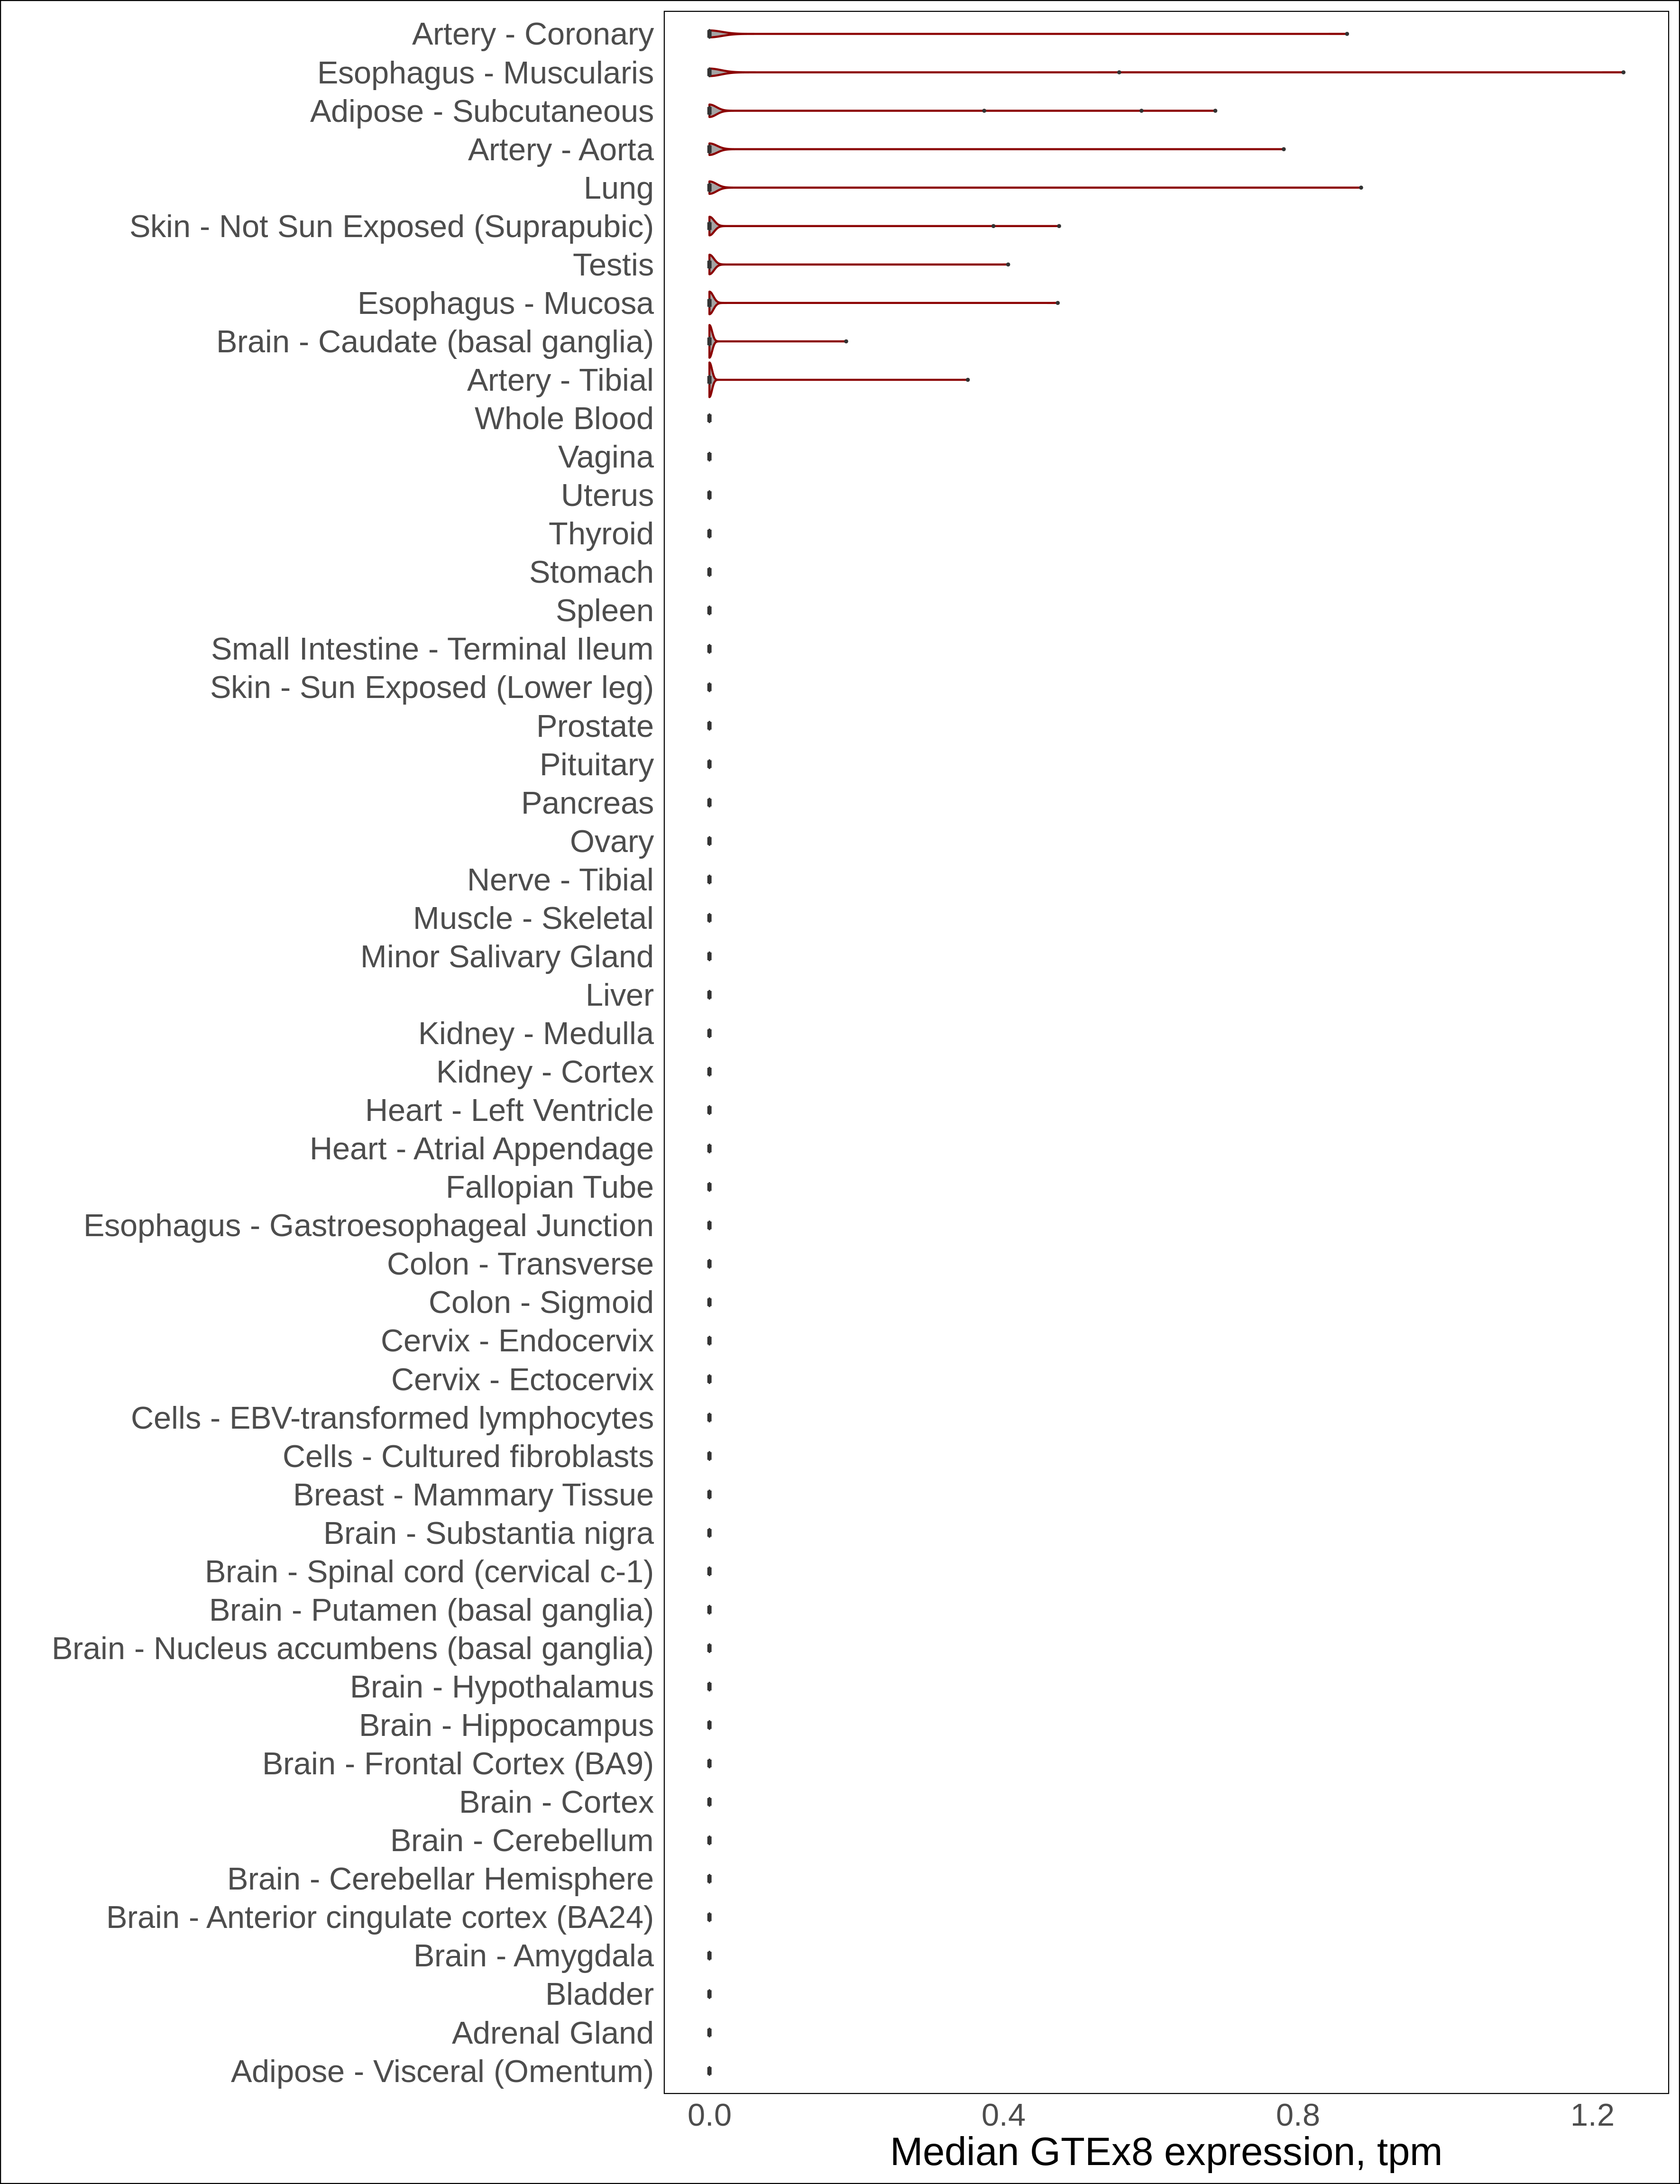 Artery - Coronary
Esophagus - Muscularis
Adipose - Subcutaneous
Artery - Aorta
Lung
Skin - Not Sun Exposed (Suprapubic)
Testis
Esophagus - Mucosa
Brain - Caudate (basal ganglia)
Artery - Tibial
Whole Blood
Vagina
Uterus
Thyroid
Stomach
Spleen
Small Intestine - Terminal Ileum
Skin - Sun Exposed (Lower leg)
Prostate
Pituitary
Pancreas
Ovary
Nerve - Tibial
Muscle - Skeletal
Minor Salivary Gland
Liver
Kidney - Medulla
Kidney - Cortex
Heart - Left Ventricle
Heart - Atrial Appendage
Fallopian Tube
Esophagus - Gastroesophageal Junction
Colon - Transverse
Colon - Sigmoid
Cervix - Endocervix
Cervix - Ectocervix
Cells - EBV-transformed lymphocytes
Cells - Cultured fibroblasts
Breast - Mammary Tissue
Brain - Substantia nigra
Brain - Spinal cord (cervical c-1)
Brain - Putamen (basal ganglia)
Brain - Nucleus accumbens (basal ganglia)
Brain - Hypothalamus
Brain - Hippocampus
Brain - Frontal Cortex (BA9)
Brain - Cortex
Brain - Cerebellum
Brain - Cerebellar Hemisphere
Brain - Anterior cingulate cortex (BA24)
Brain - Amygdala
Bladder
Adrenal Gland
Adipose - Visceral (Omentum)
0.0 0.4 0.8 1.2
Median GTEx8 expression, tpm